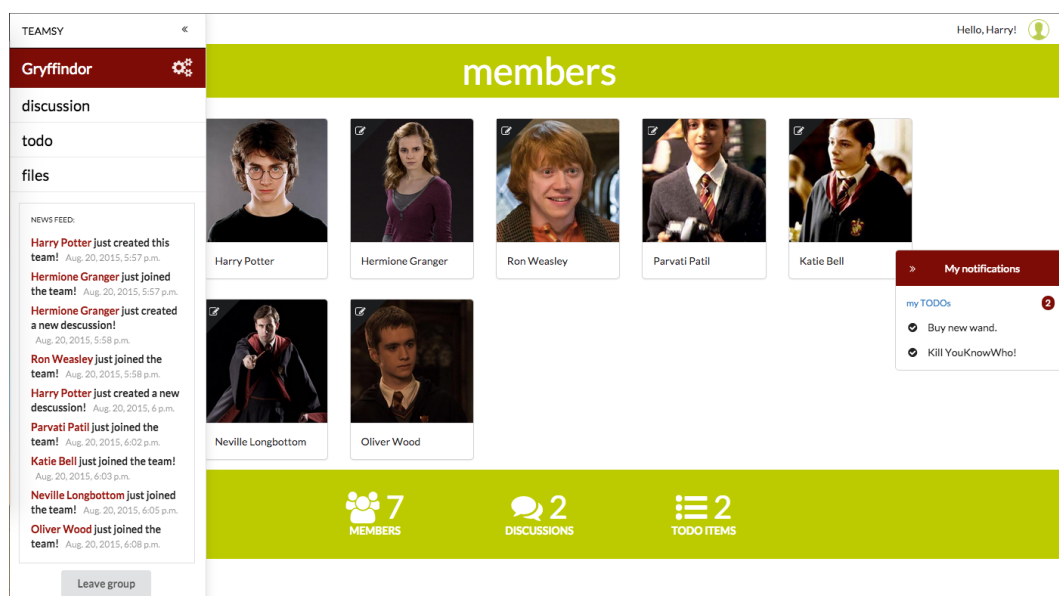 TEAMSY «
Hello, Harry!
Gryffindor
members
discussion
todo
files
NEWS FEED:
Harry Potter just created this
team! Aug. 20, 2015, 5:57 p.m.
Hermione Granger just joined
the team! Aug. 20, 2015, 5:57 p.m.
Hermione Granger just created
a new descussion!
Aug. 20, 2015, 5:58 p.m.
Ron Weasley just joined the
team! Aug. 20, 2015, 5:58 p.m.
Harry Potter just created a new
descussion! Aug. 20, 2015, 6 p.m.
Parvati Patil just joined the
team! Aug. 20, 2015, 6:02 p.m.
Katie Bell just joined the team!
Aug. 20, 2015, 6:03 p.m.
Neville Longbottom just joined
the team! Aug. 20, 2015, 6:05 p.m.
Oliver Wood just joined the
team! Aug. 20, 2015, 6:08 p.m.
Leave group
Harry Potter
Hermione Granger
Ron Weasley
Parvati Patil
Katie Bell
Neville Longbottom
Oliver Wood
» My notifications
my TODOs 2
Buy new wand.
Kill YouKnowWho!
7
MEMBERS
2
DISCUSSIONS
2
TODO ITEMS